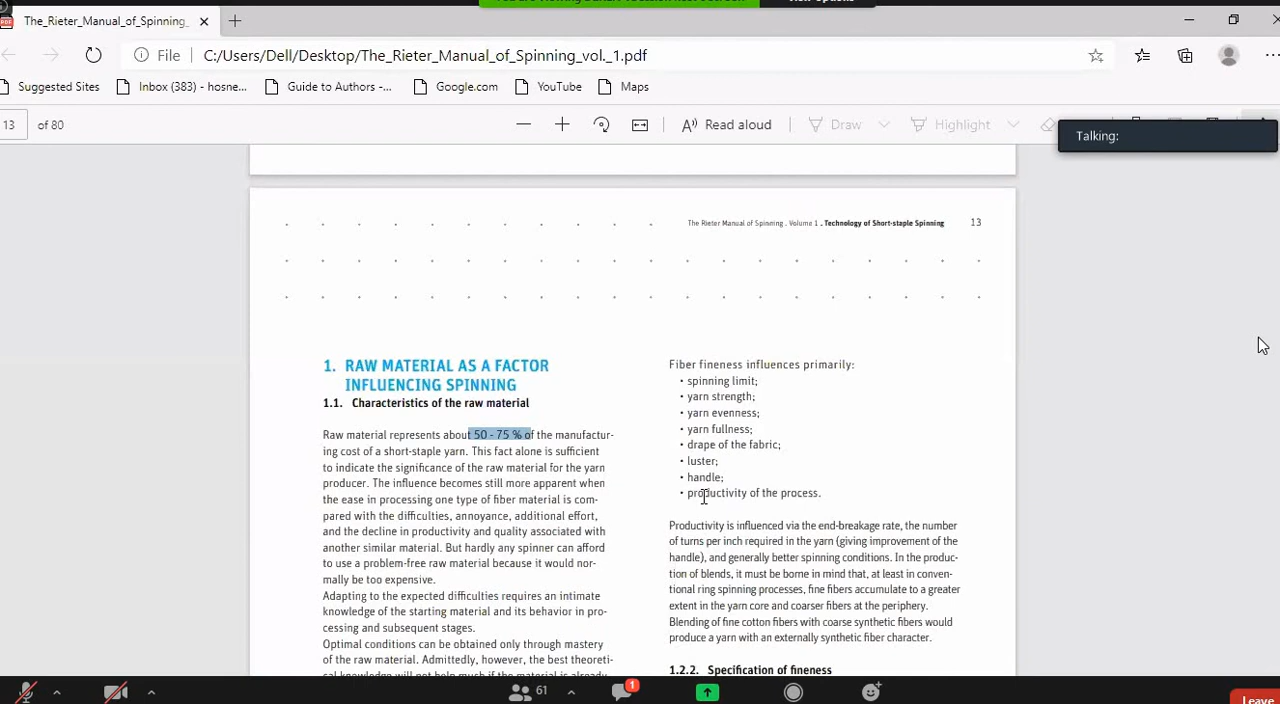 The_Rieter_Manual_of_Spinning_
File
C:/Users/Dell/Desktop/The_Rieter_Manual_of_Spinning_vol._1.pdf
Suggested Sites
Inbox (383) - hosne...
Guide to Authors -...
Google.com
YouTube
Maps
13 of 80
Read aloud
Draw
Highlight
Talking:
The Rieter Manual of Spinning . Volume 1 . Technology of Short-staple Spinning 13
1. RAW MATERIAL AS A FACTOR
INFLUENCING SPINNING
1.1. Characteristics of the raw material
Raw material represents about 50 - 75 % of the manufactur-
ing cost of a short-staple yarn. This fact alone is sufficient
to indicate the significance of the raw material for the yarn
producer. The influence becomes still more apparent when
the ease in processing one type of fiber material is com-
pared with the difficulties, annoyance, additional effort,
and the decline in productivity and quality associated with
another similar material. But hardly any spinner can afford
to use a problem-free raw material because it would nor-
mally be too expensive.
Adapting to the expected difficulties requires an intimate
knowledge of the starting material and its behavior in pro-
cessing and subsequent stages.
Optimal conditions can be obtained only through mastery
of the raw material. Admittedly, however, the best theoreti-
cal knowledge will not help much if the material is already
Fiber fineness influences primarily:
• spinning limit;
• yarn strength;
• yarn evenness;
• yarn fullness;
• drape of the fabric;
• luster;
• handle;
• productivity of the process.
Productivity is influenced via the end-breakage rate, the number
of turns per inch required in the yarn (giving improvement of the
handle), and generally better spinning conditions. In the produc-
tion of blends, it must be borne in mind that, at least in conven-
tional ring spinning processes, fine fibers accumulate to a greater
extent in the yarn core and coarser fibers at the periphery.
Blending of fine cotton fibers with coarse synthetic fibers would
produce a yarn with an externally synthetic fiber character.
1.2.2. Specification of fineness
61
1
Leave